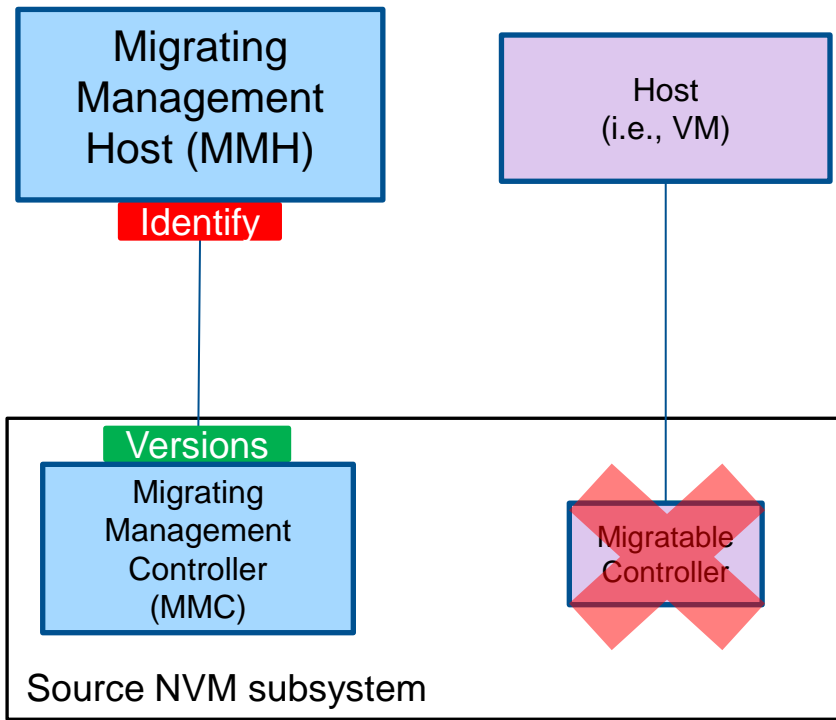 Migrating
Management
Host (MMH)
Host
(i.e., VM)
Identify
Versions
Migrating
Management
Controller
(MMC)
Migratable
Controller
Source NVM subsystem